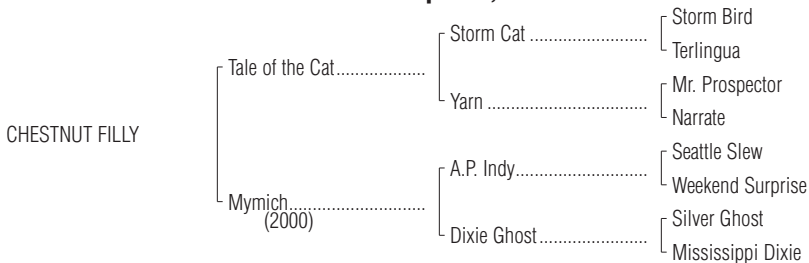 Storm Bird
Storm Cat ....................
Terlingua
Tale of the Cat...................
Mr. Prospector
Yarn ...........................
Narrate
CHESTNUT FILLY
Seattle Slew
A.P. Indy......................
Weekend Surprise
Mymich.............................
(2000)
Silver Ghost
Dixie Ghost.......................
Mississippi Dixie